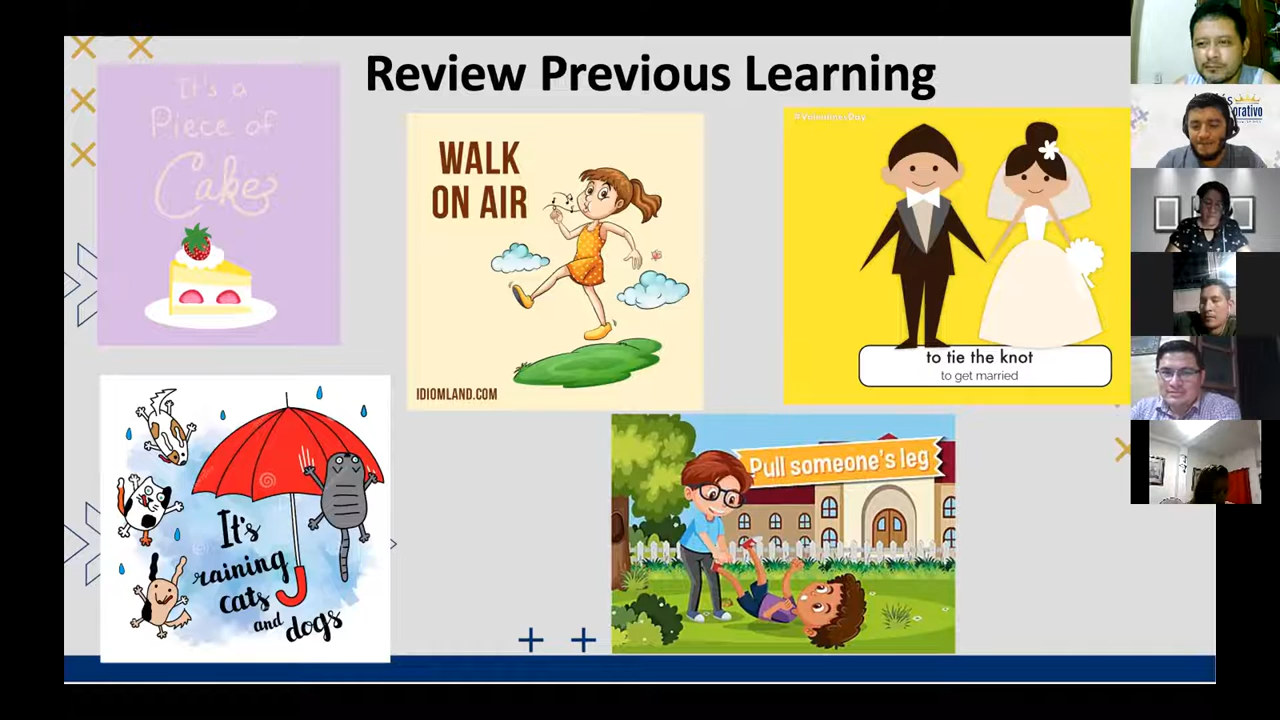 Review Previous Learning
It's a
Piece of
Cake
WALK
ON AIR
IDIOMLAND.COM
to tie the knot
to get married
It's
raining
cats
and dogs
Pull someone's leg